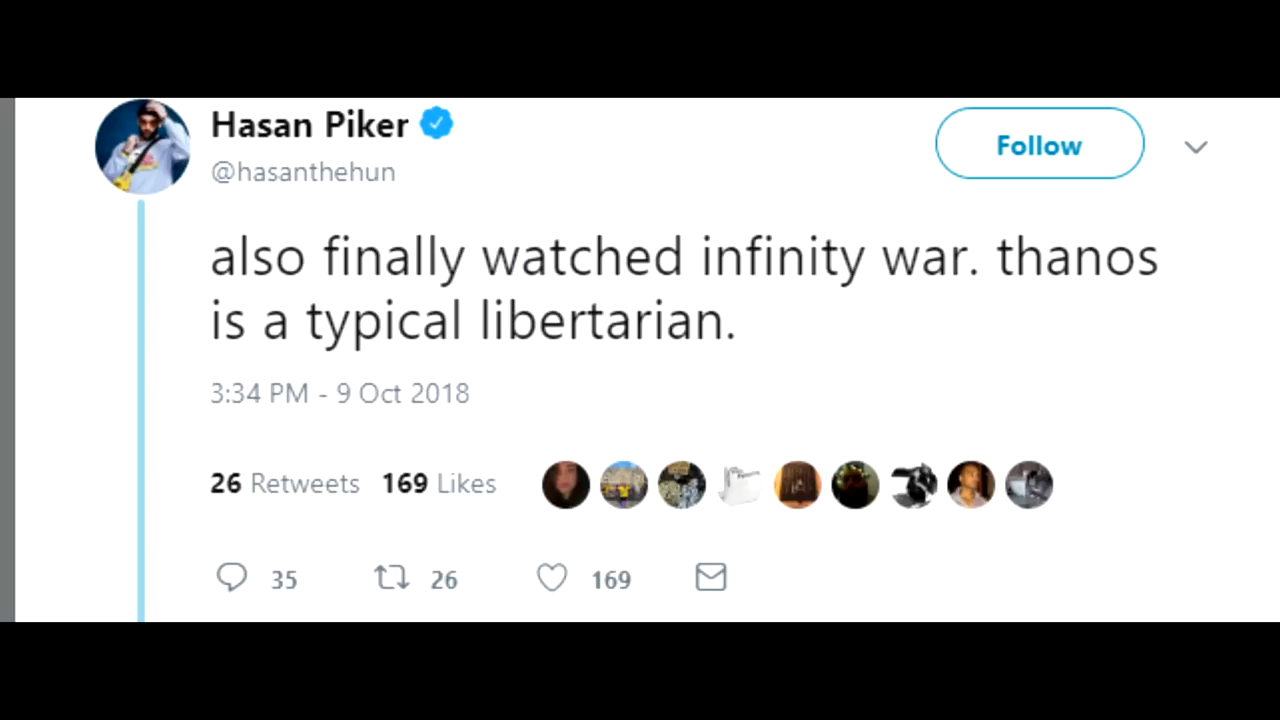 Hasan Piker
@hasanthehun
Follow
also finally watched infinity war. thanos
is a typical libertarian.
3:34 PM - 9 Oct 2018
26 Retweets 169 Likes
35 26 169